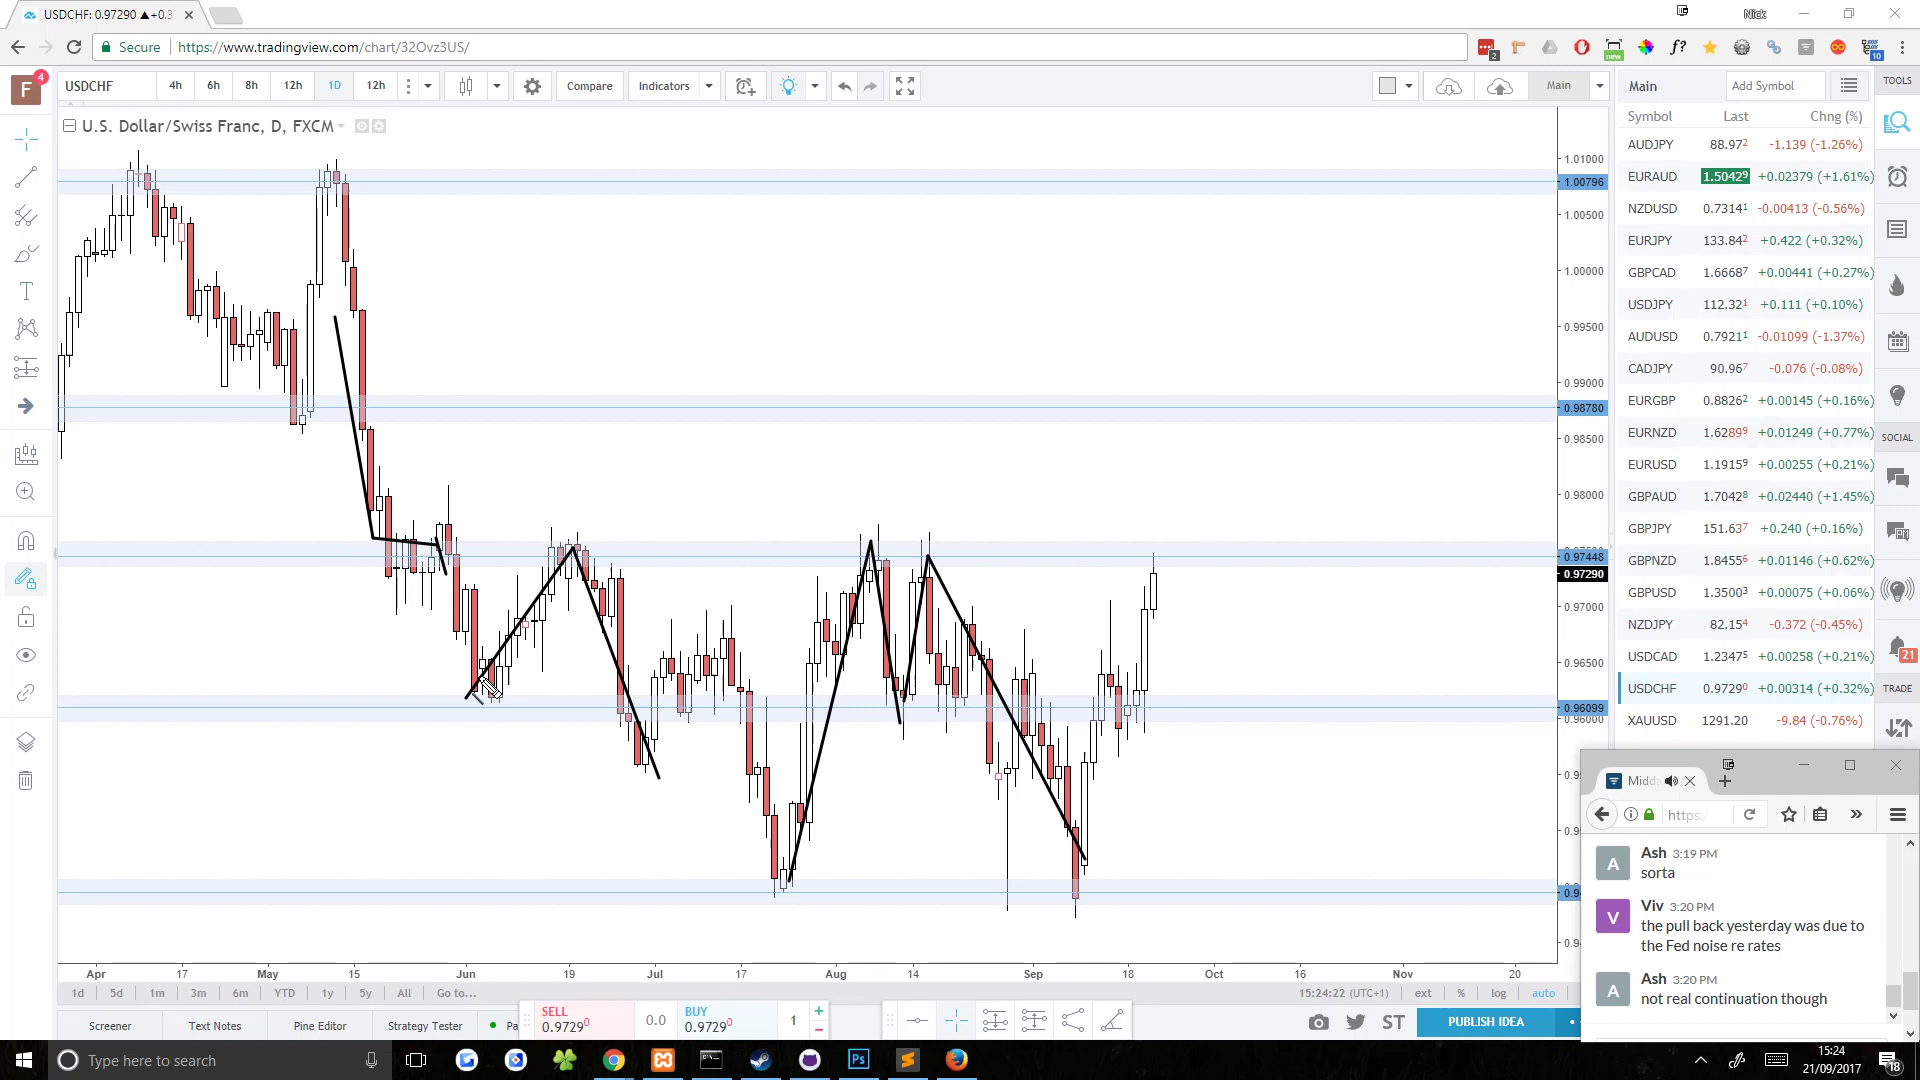 USDCHF: 0.97290 ▲+0.3
Nick
Secure | https://www.tradingview.com/chart/32Ovz3US/
F 4
USDCHF 4h 6h 8h 12h 1D 12h Compare Indicators Main
U.S. Dollar/Swiss Franc, D, FXCM
1.01000
1.00796
1.00500
1.00000
0.99500
0.99000
0.98780
0.98500
0.98000
0.97448
0.97290
0.97000
0.96500
0.96099
0.96000
Apr 17 May 15 Jun 19 Jul 17 Aug 14 Sep 18 Oct 16 Nov 20
1d 5d 1m 3m 6m YTD 1y 5y All Go to... 15:24:22 (UTC+1) ext % log auto
Screener Text Notes Pine Editor Strategy Tester Pa
SELL 0.97290 0.0 BUY 0.97290 1 + −
ST PUBLISH IDEA
Main Add Symbol
Symbol Last Chng (%)
AUDJPY 88.972 -1.139 (-1.26%)
EURAUD 1.50429 +0.02379 (+1.61%)
NZDUSD 0.73141 -0.00413 (-0.56%)
EURJPY 133.842 +0.422 (+0.32%)
GBPCAD 1.66687 +0.00441 (+0.27%)
USDJPY 112.321 +0.111 (+0.10%)
AUDUSD 0.79211 -0.01099 (-1.37%)
CADJPY 90.967 -0.076 (-0.08%)
EURGBP 0.88262 +0.00145 (+0.16%)
EURNZD 1.62899 +0.01249 (+0.77%)
EURUSD 1.19159 +0.00255 (+0.21%)
GBPAUD 1.70428 +0.02440 (+1.45%)
GBPJPY 151.637 +0.240 (+0.16%)
GBPNZD 1.84556 +0.01146 (+0.62%)
GBPUSD 1.35003 +0.00075 (+0.06%)
NZDJPY 82.154 -0.372 (-0.45%)
USDCAD 1.23475 +0.00258 (+0.21%)
USDCHF 0.97290 +0.00314 (+0.32%)
XAUUSD 1291.20 -9.84 (-0.76%)
TOOLS
SOCIAL
21
TRADE
2
new
f?
10
Midd
https:
A Ash 3:19 PM
sorta
V Viv 3:20 PM
the pull back yesterday was due to
the Fed noise re rates
A Ash 3:20 PM
not real continuation though
Type here to search
Ps
15:24
21/09/2017
18